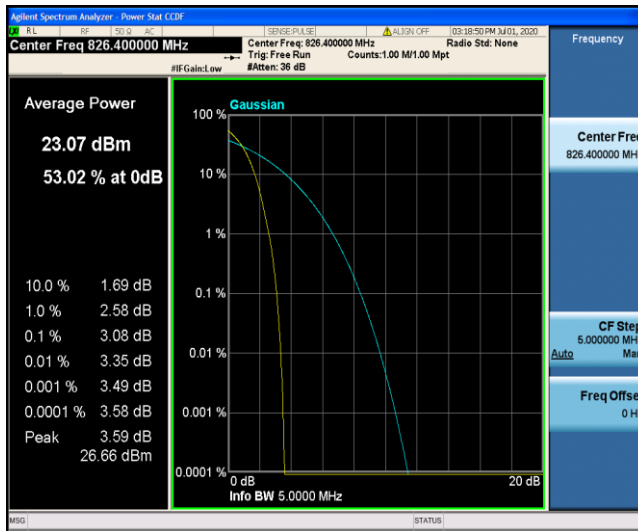 Agilent Spectrum Analyzer - Power Stat CCDF
RL RF 50 Ω AC SENSE:PULSE ALIGN OFF 03:18:50 PM Jul 01, 2020
Center Freq 826.400000 MHz
Center Freq: 826.400000 MHz
Radio Std: None
Trig: Free Run
Counts:1.00 M/1.00 Mpt
#IFGain:Low
#Atten: 36 dB
Frequency
Average Power
23.07 dBm
53.02 % at 0dB
10.0 % 1.69 dB
1.0 % 2.58 dB
0.1 % 3.08 dB
0.01 % 3.35 dB
0.001 % 3.49 dB
0.0001 % 3.58 dB
Peak 3.59 dB
26.66 dBm
Gaussian
100 %
10 %
1 %
0.1 %
0.01 %
0.001 %
0.0001 %
0 dB
20 dB
Info BW 5.0000 MHz
Center Fre
826.400000 MH
CF Step
5.000000 MH
Auto Ma
Freq Offse
0 H
MSG
STATUS